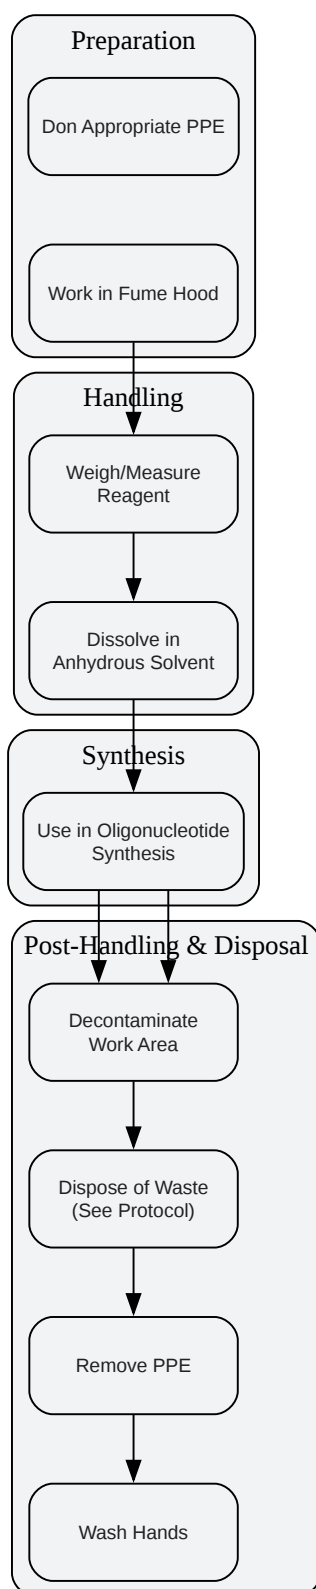 Preparation
Don Appropriate PPE
Work in Fume Hood
Handling
Weigh/Measure
Reagent
Dissolve in
Anhydrous Solvent
Synthesis
Use in Oligonucleotide
Synthesis
Post-Handling & Disposal
Decontaminate
Work Area
Dispose of Waste
(See Protocol)
Remove PPE
Wash Hands